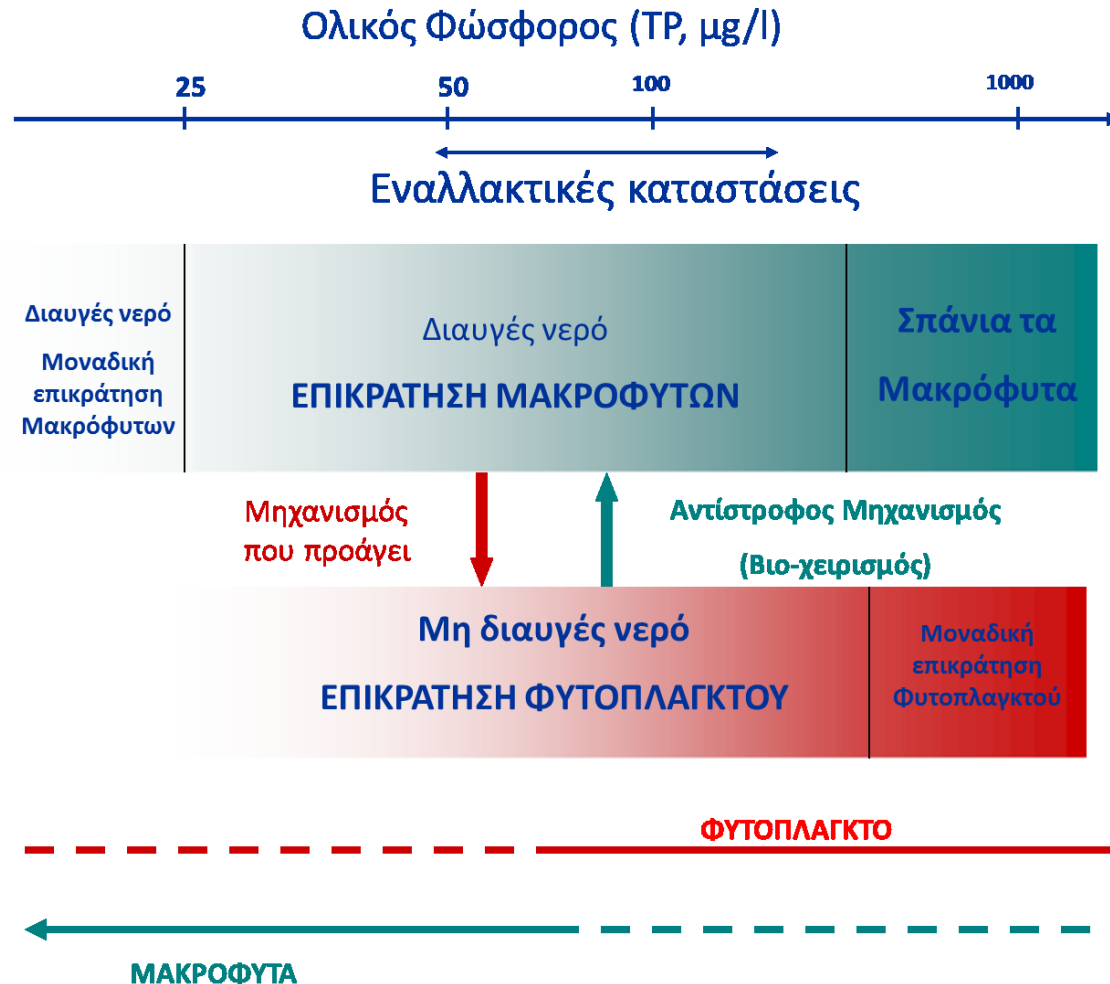 Ολικός Φώσφορος (TP, μg/l)
25 50 100 1000
Εναλλακτικές καταστάσεις
Διαυγές νερό
Μοναδική
επικράτηση
Μακρόφυτων
Διαυγές νερό
ΕΠΙΚΡΑΤΗΣΗ ΜΑΚΡΟΦΥΤΩΝ
Σπάνια τα
Μακρόφυτα
Μηχανισμός
που προάγει
Αντίστροφος Μηχανισμός
(Βιο-χειρισμός)
Μη διαυγές νερό
ΕΠΙΚΡΑΤΗΣΗ ΦΥΤΟΠΛΑΓΚΤΟΥ
Μοναδική
επικράτηση
Φυτοπλαγκτού
ΦΥΤΟΠΛΑΓΚΤΟ
ΜΑΚΡΟΦΥΤΑ